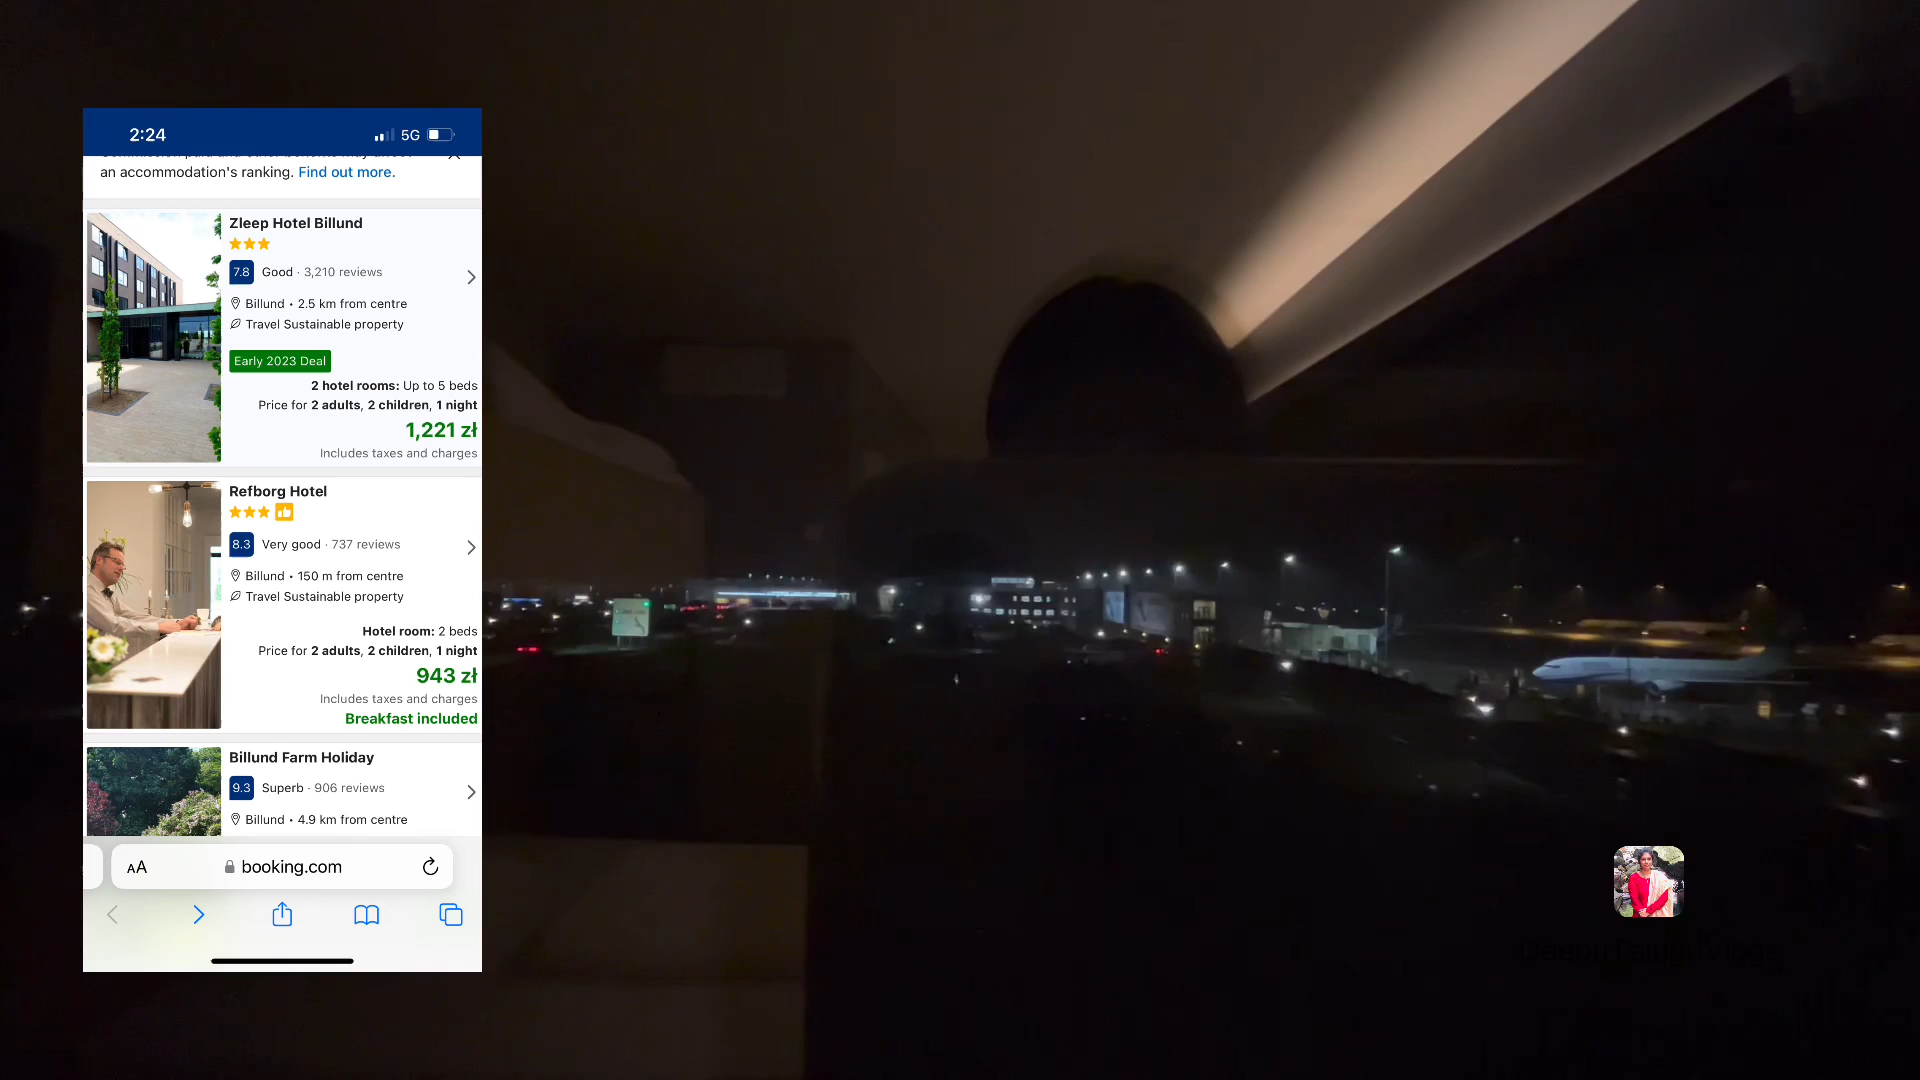 2:24
5G
an accommodation's ranking. Find out more.
Zleep Hotel Billund
7.8 Good · 3,210 reviews
Billund • 2.5 km from centre
Travel Sustainable property
Early 2023 Deal
2 hotel rooms: Up to 5 beds
Price for 2 adults, 2 children, 1 night
1,221 zł
Includes taxes and charges
Refborg Hotel
8.3 Very good · 737 reviews
Billund • 150 m from centre
Travel Sustainable property
Hotel room: 2 beds
Price for 2 adults, 2 children, 1 night
943 zł
Includes taxes and charges
Breakfast included
Billund Farm Holiday
9.3 Superb · 906 reviews
Billund • 4.9 km from centre
AA
booking.com